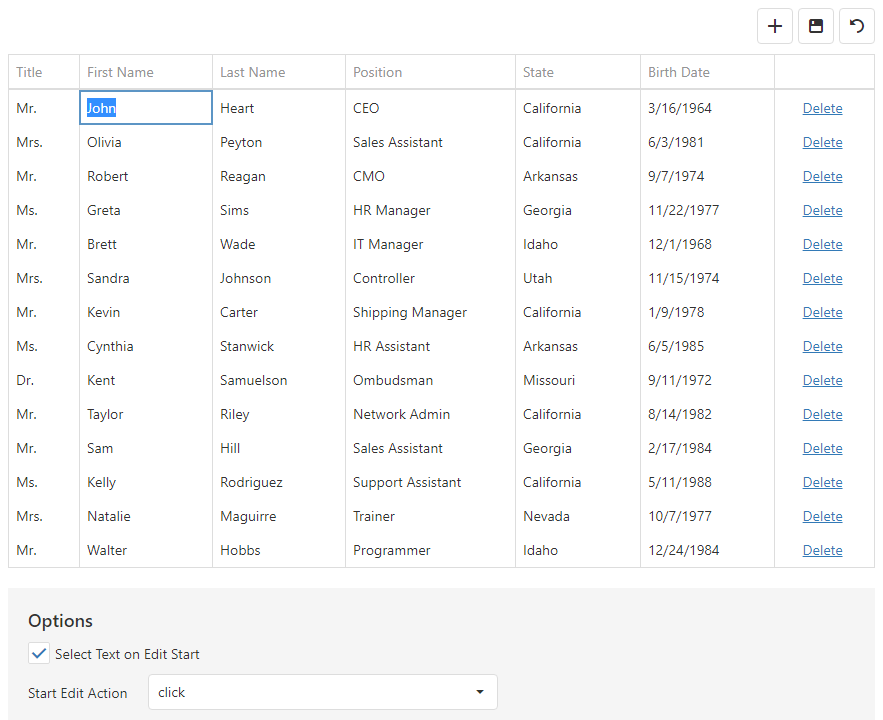 Title First Name Last Name Position State Birth Date
Mr. John Heart CEO California 3/16/1964 Delete
Mrs. Olivia Peyton Sales Assistant California 6/3/1981 Delete
Mr. Robert Reagan CMO Arkansas 9/7/1974 Delete
Ms. Greta Sims HR Manager Georgia 11/22/1977 Delete
Mr. Brett Wade IT Manager Idaho 12/1/1968 Delete
Mrs. Sandra Johnson Controller Utah 11/15/1974 Delete
Mr. Kevin Carter Shipping Manager California 1/9/1978 Delete
Ms. Cynthia Stanwick HR Assistant Arkansas 6/5/1985 Delete
Dr. Kent Samuelson Ombudsman Missouri 9/11/1972 Delete
Mr. Taylor Riley Network Admin California 8/14/1982 Delete
Mr. Sam Hill Sales Assistant Georgia 2/17/1984 Delete
Ms. Kelly Rodriguez Support Assistant California 5/11/1988 Delete
Mrs. Natalie Maguirre Trainer Nevada 10/7/1977 Delete
Mr. Walter Hobbs Programmer Idaho 12/24/1984 Delete
Options
Select Text on Edit Start
Start Edit Action click